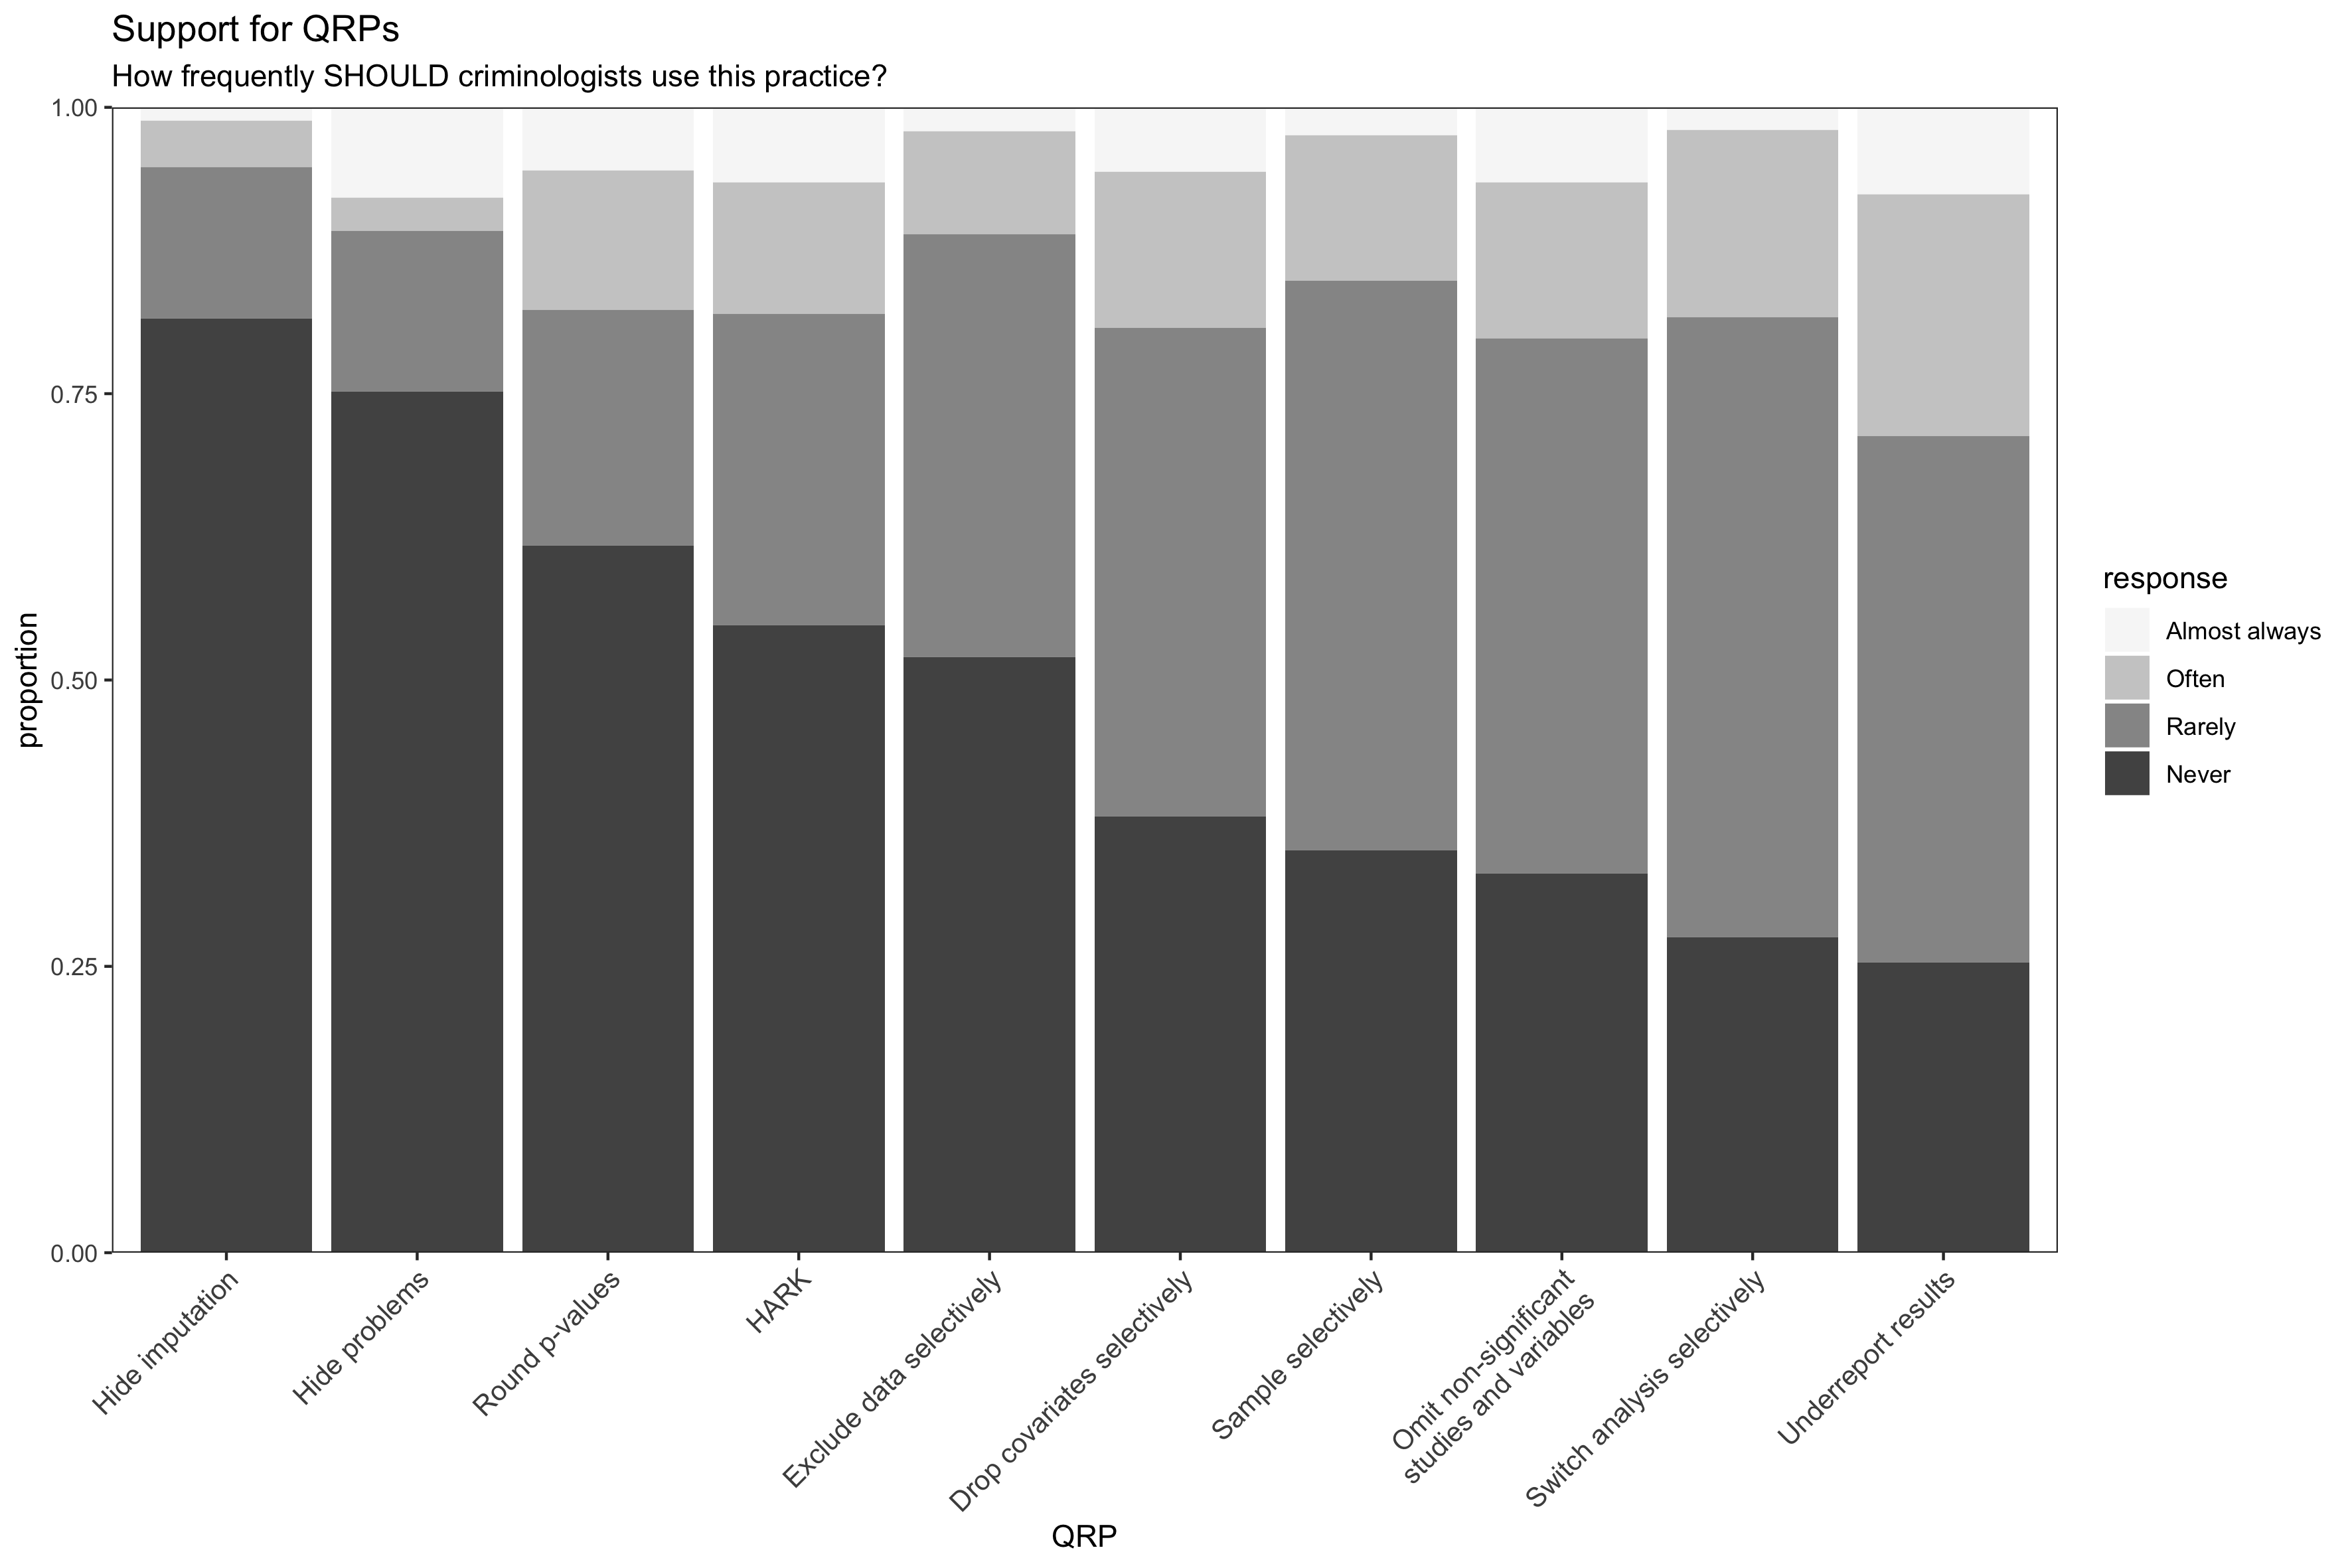 Support for QRPs
How frequently SHOULD criminologists use this practice?
1.00
0.75
0.50
0.25
0.00
proportion
Hide imputation
Hide problems
Round p-values
HARK
Exclude data selectively
Drop covariates selectively
Sample selectively
Omit non-significant
studies and variables
Switch analysis selectively
Underreport results
QRP
response
Almost always
Often
Rarely
Never